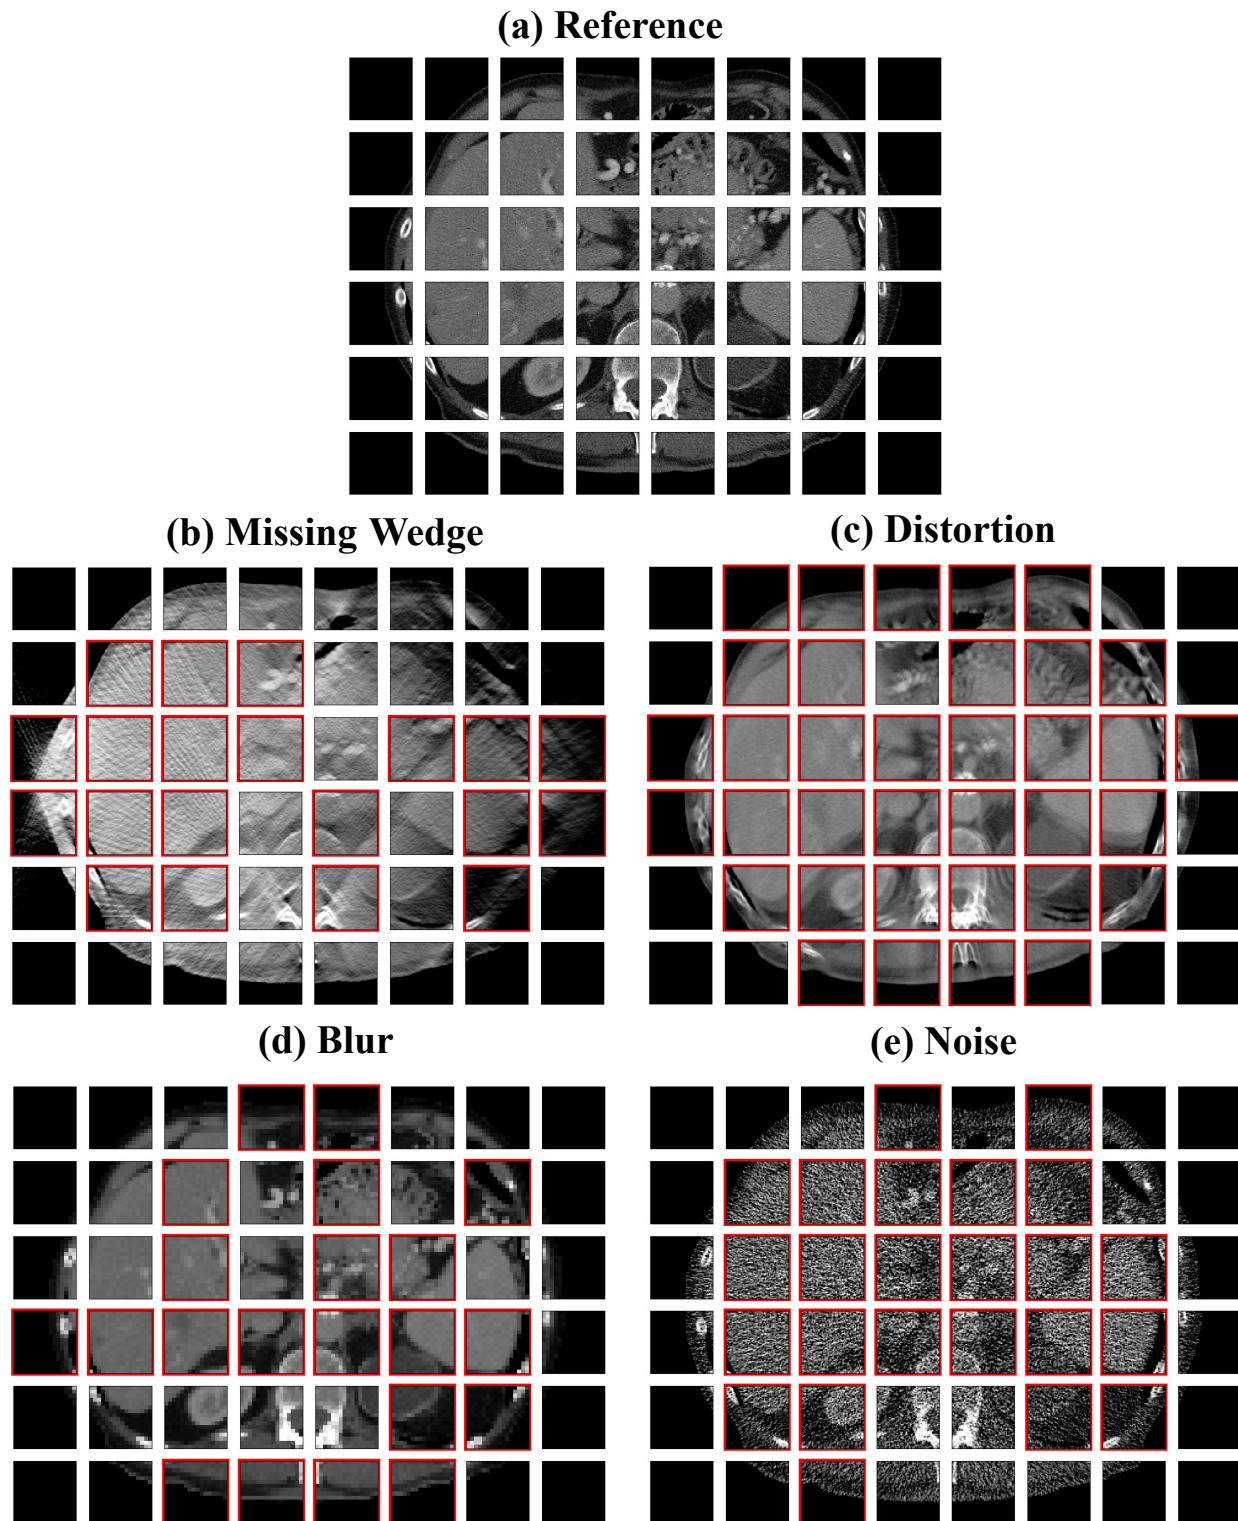 (a) Reference
(b) Missing Wedge
(c) Distortion
(d) Blur
(e) Noise